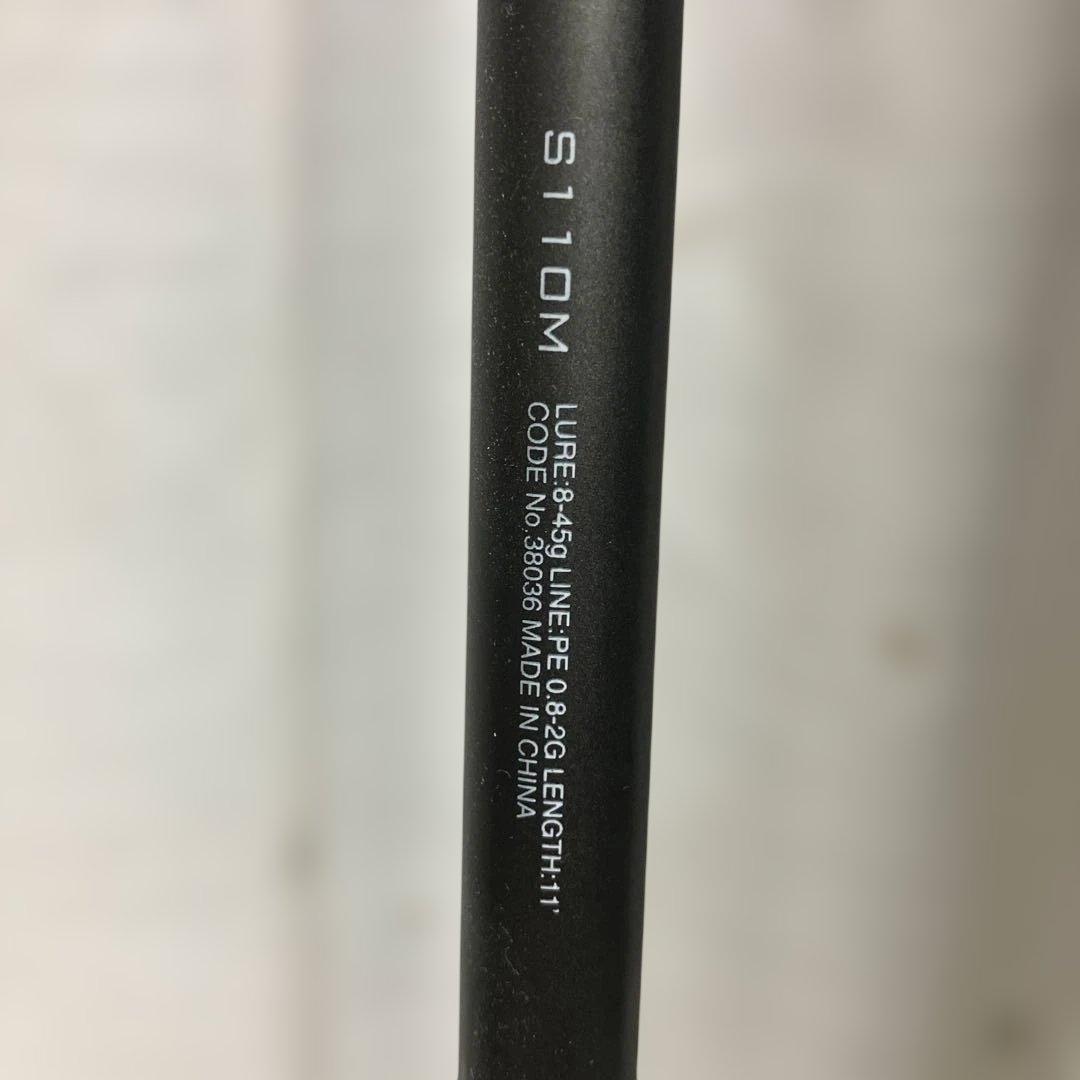 S110M
LURE:8-45g LINE:PE 0.8-2G LENGTH:11'
CODE No.38036 MADE IN CHINA